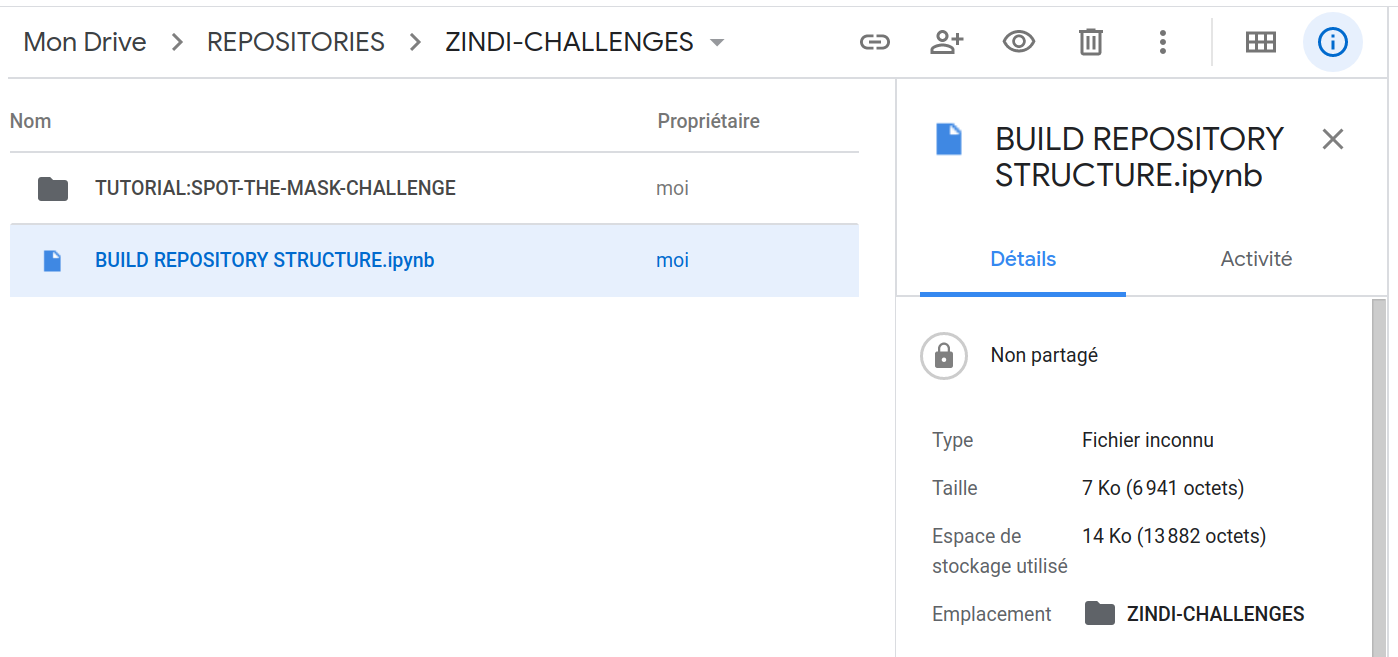 Mon Drive > REPOSITORIES > ZINDI-CHALLENGES
Nom Propriétaire
TUTORIAL:SPOT-THE-MASK-CHALLENGE moi
BUILD REPOSITORY STRUCTURE.ipynb moi
BUILD REPOSITORY
STRUCTURE.ipynb
Détails Activité
Non partagé
Type Fichier inconnu
Taille 7 Ko (6 941 octets)
Espace de
stockage utilisé 14 Ko (13 882 octets)
Emplacement ZINDI-CHALLENGES